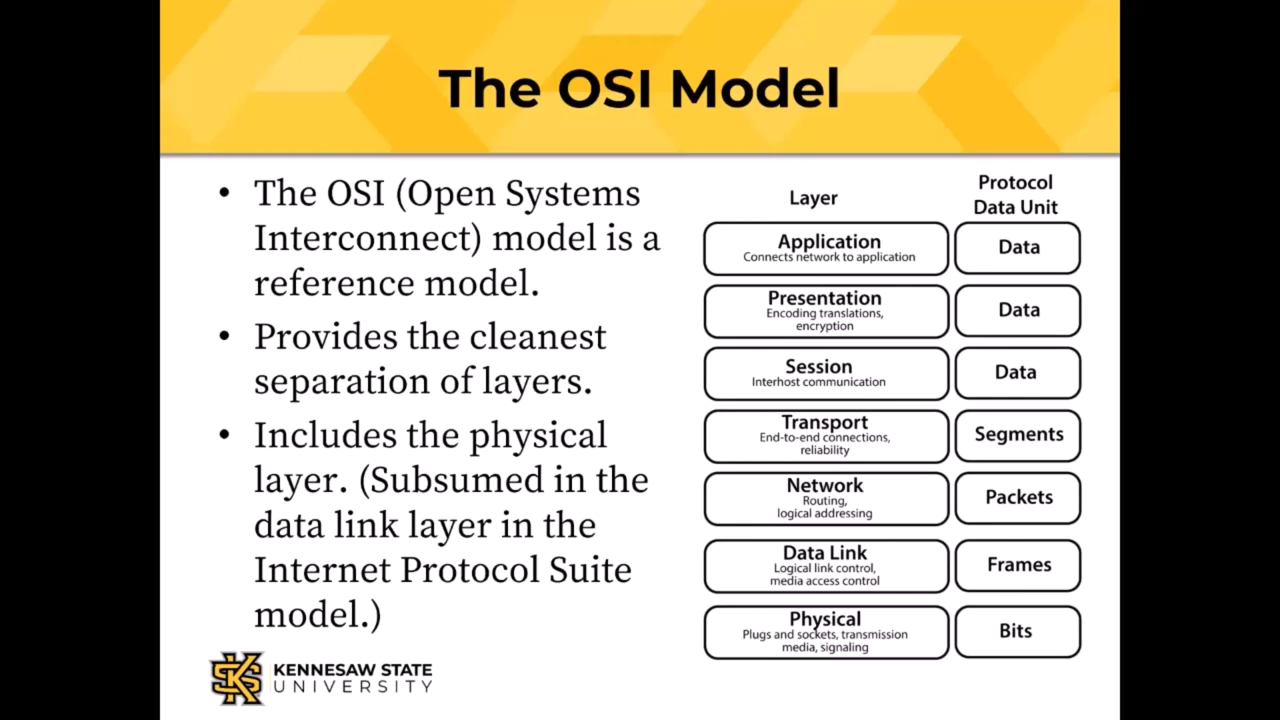 The OSI Model
• The OSI (Open Systems
Interconnect) model is a
reference model.
• Provides the cleanest
separation of layers.
• Includes the physical
layer. (Subsumed in the
data link layer in the
Internet Protocol Suite
model.)
Layer
Protocol
Data Unit
Application
Connects network to application
Data
Presentation
Encoding translations,
encryption
Data
Session
Interhost communication
Data
Transport
End-to-end connections,
reliability
Segments
Network
Routing,
logical addressing
Packets
Data Link
Logical link control,
media access control
Frames
Physical
Plugs and sockets, transmission
media, signaling
Bits
KS
KENNESAW STATE
UNIVERSITY